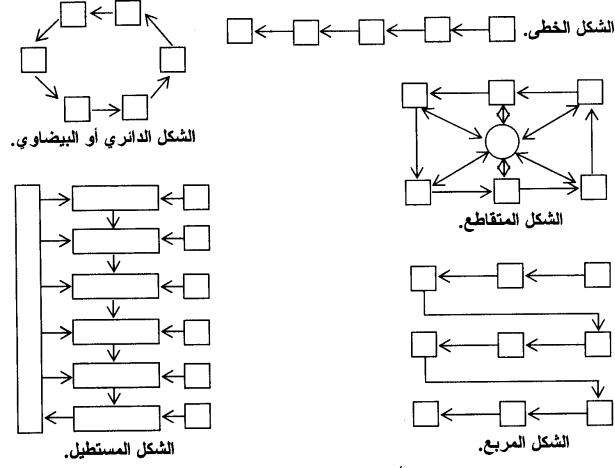 الشكل الخطى.
الشكل الدائري أو البيضاوي.
الشكل المتقاطع.
الشكل المستطيل.
الشكل المربع.